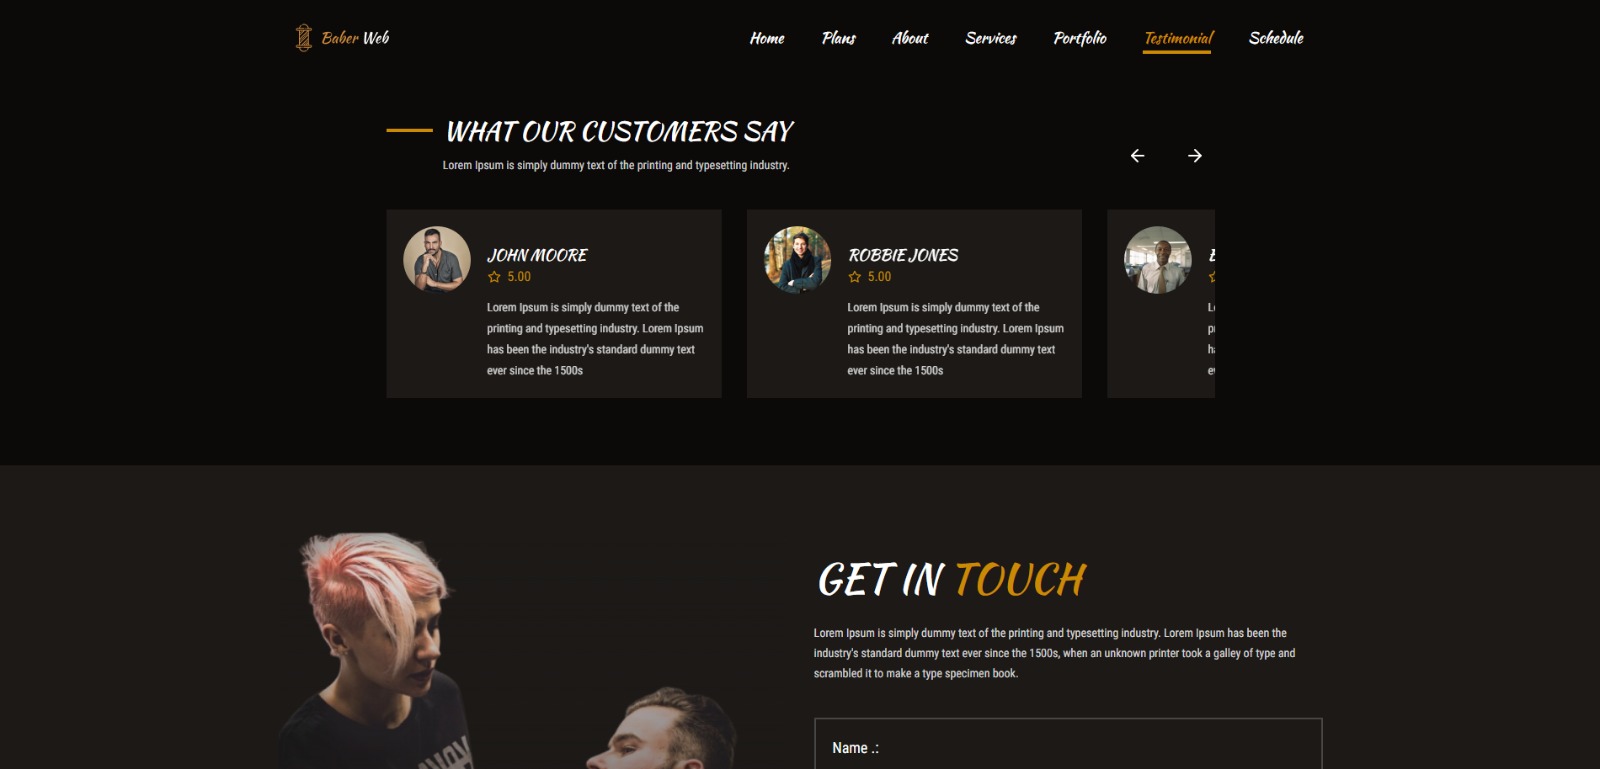 Baber Web
Home Plans About Services Portfolio Testimonial Schedule
WHAT OUR CUSTOMERS SAY
Lorem Ipsum is simply dummy text of the printing and typesetting industry.
JOHN MOORE
5.00
Lorem Ipsum is simply dummy text of the
printing and typesetting industry. Lorem Ipsum
has been the industry's standard dummy text
ever since the 1500s
ROBBIE JONES
5.00
Lorem Ipsum is simply dummy text of the
printing and typesetting industry. Lorem Ipsum
has been the industry's standard dummy text
ever since the 1500s
GET IN TOUCH
Lorem Ipsum is simply dummy text of the printing and typesetting industry. Lorem Ipsum has been the
industry's standard dummy text ever since the 1500s, when an unknown printer took a galley of type and
scrambled it to make a type specimen book.
Name .: